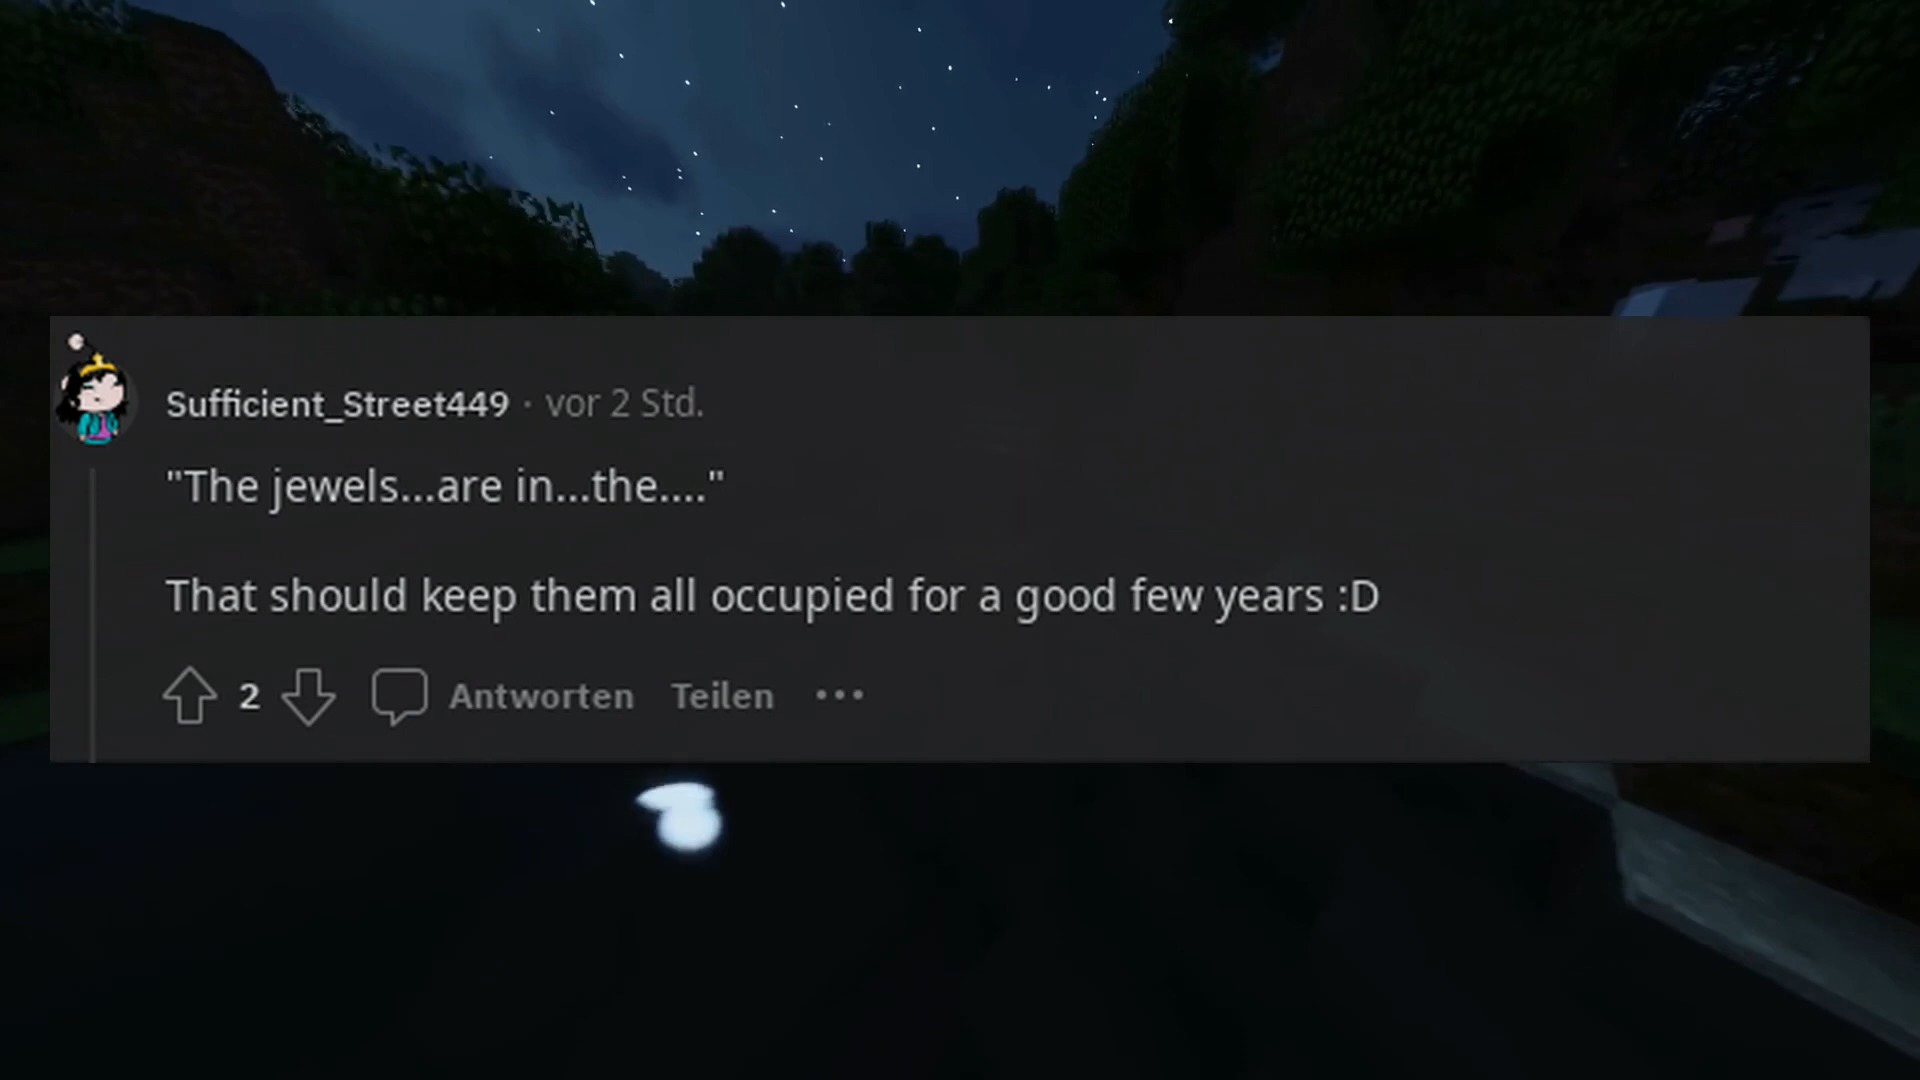 Sufficient_Street449 · vor 2 Std.
"The jewels...are in...the...."
That should keep them all occupied for a good few years :D
2 Antworten Teilen •••